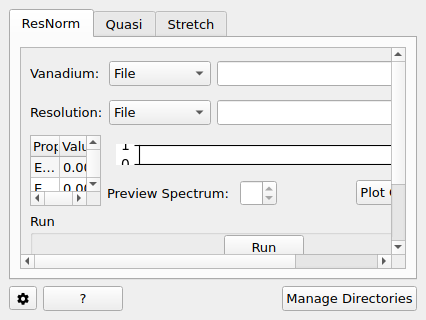 ResNorm Quasi Stretch
Vanadium: File
Resolution: File
Prop Valu
E... 0.00
E 0.00
1
0
Preview Spectrum: Plot
Run
Run
? Manage Directories